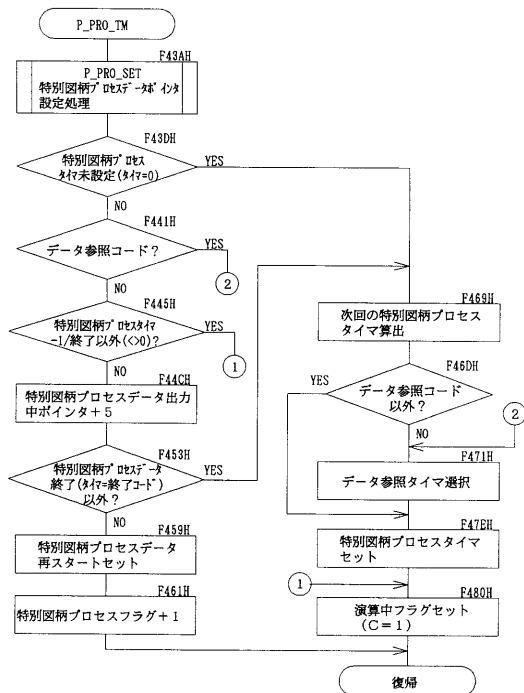 P_PRO_TM
F43AH
P_PRO_SET
特別図柄プロセスデータポインタ
設定処理
F43DH
特別図柄プロセス
タイマ未設定(タイマ=0)
YES
NO
F441H
データ参照コード?
YES
2
NO
F445H
特別図柄プロセスタイマ
-1/終了以外(<>0)?
YES
1
NO
F44CH
特別図柄プロセスデータ出力
中ポインタ+5
F453H
特別図柄プロセスデータ
終了(タイマ=終了コード)
以外?
YES
NO
F459H
特別図柄プロセスデータ
再スタートセット
F461H
特別図柄プロセスフラグ+1
F469H
次回の特別図柄プロセス
タイマ算出
F46DH
YES
データ参照コード
以外?
NO
2
F471H
データ参照タイマ選択
F47EH
特別図柄プロセスタイマ
セット
1
F480H
演算中フラグセット
(C=1)
復帰